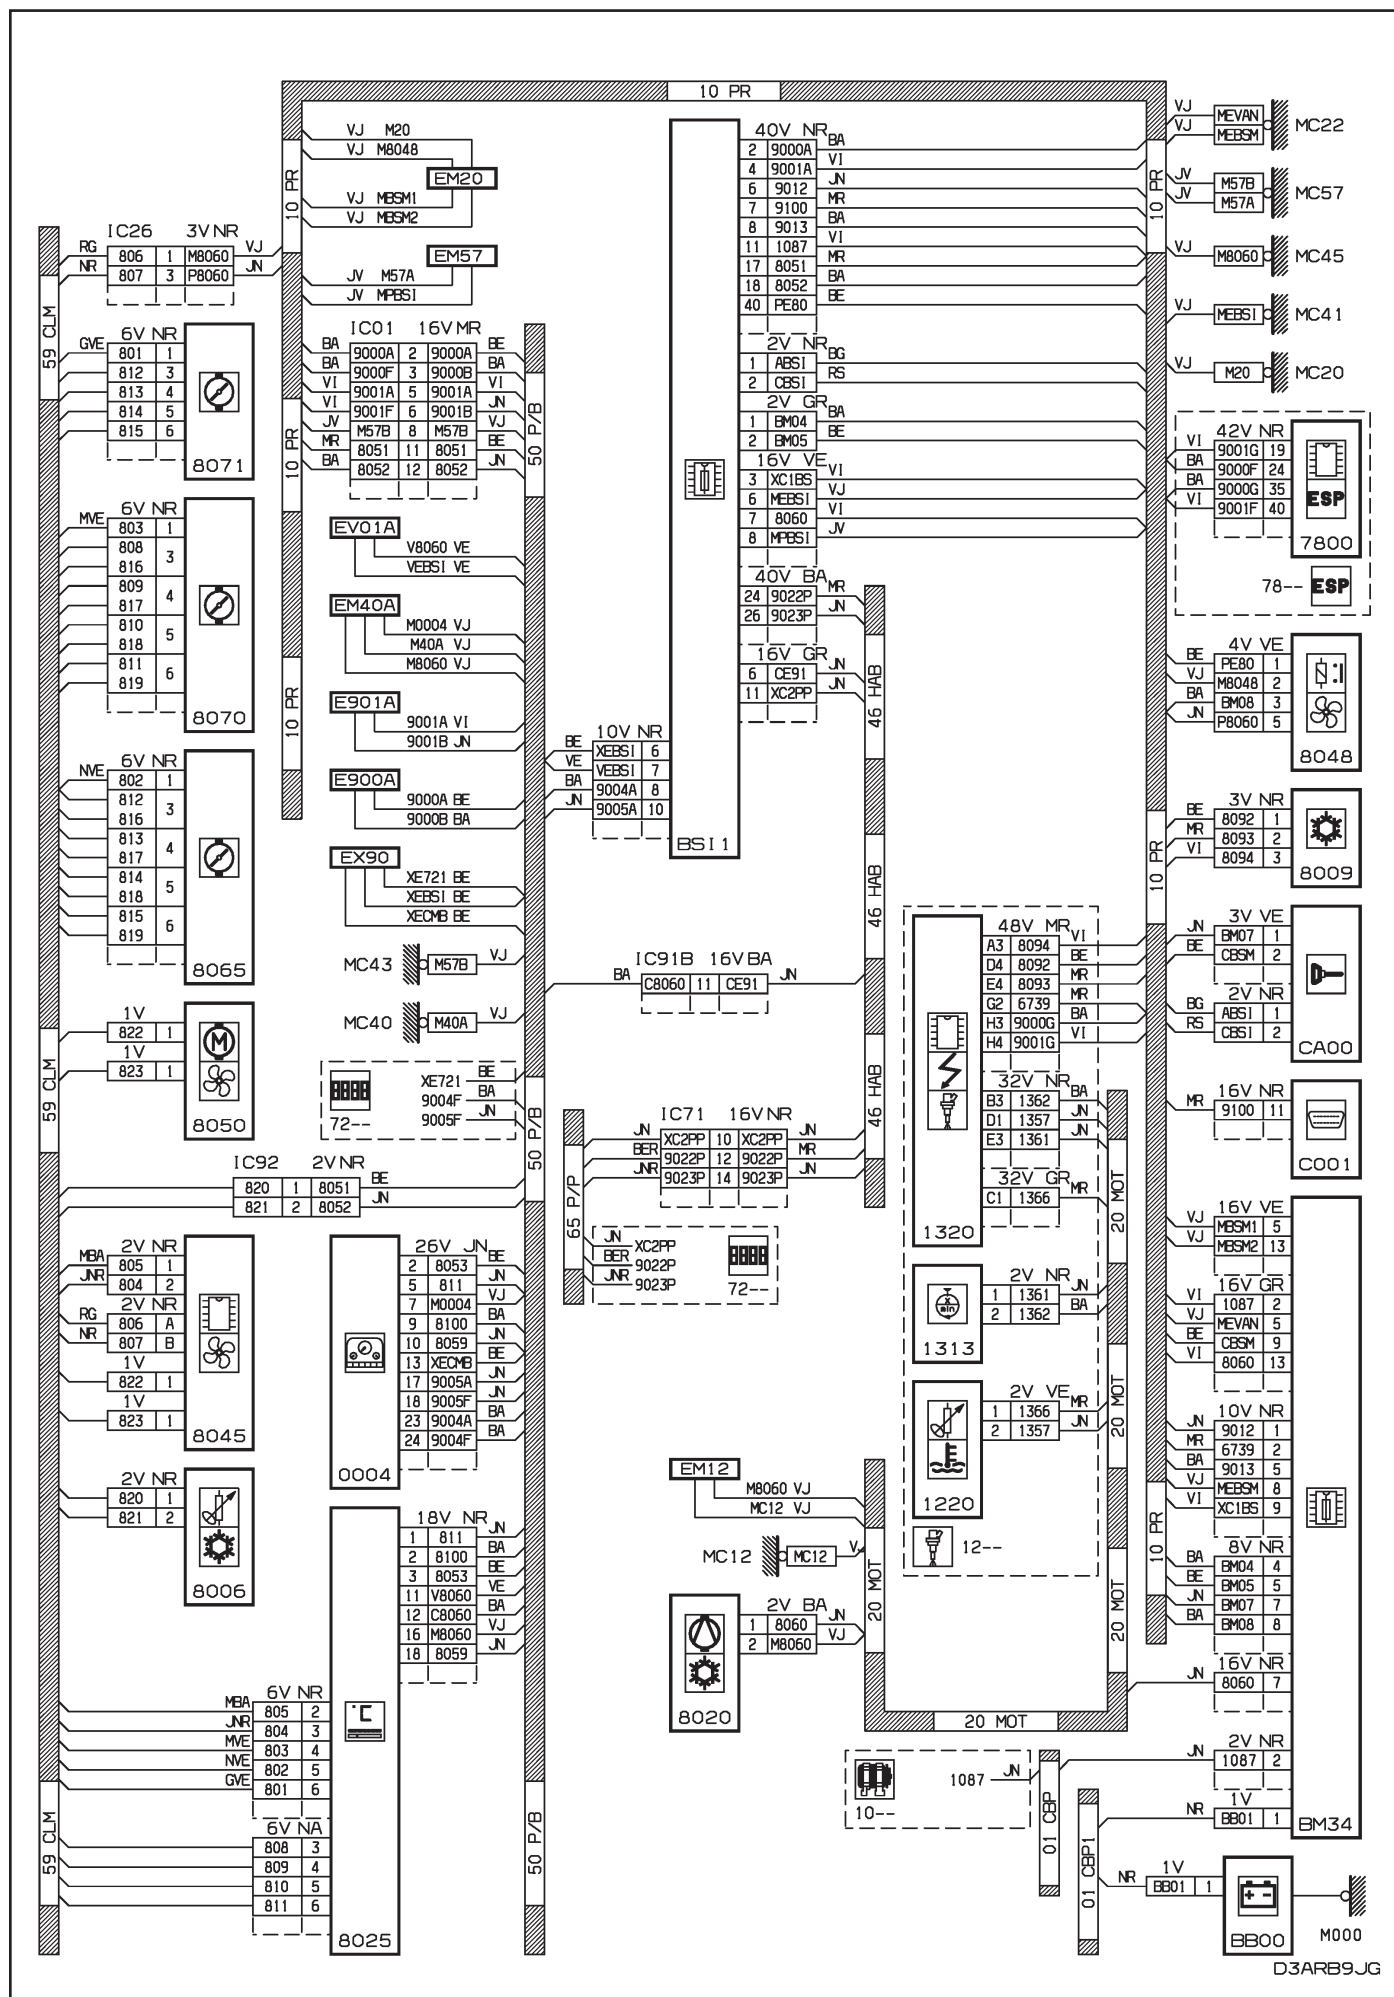 10 PR
VJ M20
VJ M8048
EM20
VJ MBSM1
VJ MBSM2
EM57
JV M57A
JV MPBSI
10 PR
IC26 3V NR
RG 806 1 M8060 VJ
NR 807 3 P8060 JN
59 CLM
6V NR
GVE 801 1
812 3
813 4
814 5
815 6
8071
6V NR
MVE 803 1
808
816 3
809
817 4
810
818 5
811
819 6
8070
6V NR
NVE 802 1
812
816 3
813
817 4
814
818 5
815
819 6
8065
1V
822 1
1V
823 1
8050
59 CLM
IC92 2V NR
820 1 8051 BE
821 2 8052 JN
2V NR
MBA 805 1
JNR 804 2
2V NR
RG 806 A
NR 807 B
1V
822 1
1V
823 1
8045
2V NR
820 1
821 2
8006
59 CLM
IC01 16V MR
BA 9000A 2 9000A BE
BA 9000F 3 9000B BA
VI 9001A 5 9001A VI
VI 9001F 6 9001B JN
JV M57B 8 M57B VJ
MR 8051 11 8051 BE
BA 8052 12 8052 JN
10 PR
10 PR
50 P/B
EV01A
V8060 VE
VEBSI VE
EM40A
M0004 VJ
M40A VJ
M8060 VJ
E901A
9001A VI
9001B JN
E900A
9000A BE
9000B BA
EX90
XE721 BE
XEBSI BE
XECMB BE
MC43 M57B VJ
MC40 M40A VJ
XE721 BE
9004F BA
9005F JN
72--
50 P/B
26V JN
2 8053 BE
5 811 JN
7 M0004 VJ
9 8100 BA
10 8059 JN
13 XECMB BE
17 9005A JN
18 9005F JN
23 9004A BA
24 9004F BA
0004
18V NR
1 811 JN
2 8100 BA
3 8053 BE
11 V8060 VE
12 C8060 BA
16 M8060 VJ
18 8059 JN
6V NR
MBA 805 2
JNR 804 3
MVE 803 4
NVE 802 5
GVE 801 6
6V NA
808 3
809 4
810 5
811 6
°C
8025
50 P/B
40V NR
2 9000A BA
4 9001A VI
6 9012 JN
7 9100 MR
8 9013 BA
11 1087 VI
17 8051 MR
18 8052 BA
40 PE80 BE
2V NR
1 ABSI BG
2 CBSI RS
2V GR
1 BM04 BA
2 BM05 BE
16V VE
3 XC1BS VI
6 MEBSI VJ
7 8060 VI
8 MPBSI JV
40V BA
24 9022P MR
26 9023P JN
16V GR
6 CE91 JN
11 XC2PP JN
10V NR
BE XEBSI 6
VE VEBSI 7
BA 9004A 8
JN 9005A 10
BSI1
46 HAB
46 HAB
IC91B 16V BA
BA C8060 11 CE91 JN
46 HAB
IC71 16V NR
JN XC2PP 10 XC2PP JN
BER 9022P 12 9022P MR
JNR 9023P 14 9023P JN
65 P/P
JN XC2PP
BER 9022P
JNR 9023P
72--
EM12
M8060 VJ
MC12 VJ
MC12 MC12 VJ
20 MOT
2V BA
1 8060 JN
2 M8060 VJ
8020
20 MOT
48V MR
A3 8094 VI
D4 8092 BE
E4 8093 MR
G2 6739 MR
H3 9000G BA
H4 9001G VI
32V NR
B3 1362 BA
D1 1357 JN
E3 1361 JN
32V GR
C1 1366 MR
1320
2V NR
1 1361 JN
2 1362 BA
x min
1313
2V VE
1 1366 MR
2 1357 JN
1220
12--
20 MOT
20 MOT
20 MOT
10--
1087 JN
01 CBP
01 CBP1
10 PR
VJ MEVAN
VJ MEBSM
MC22
JV M57B
JV M57A
MC57
VJ M8060 MC45
VJ MEBSI MC41
VJ M20 MC20
42V NR
VI 9001G 19
BA 9000F 24
BA 9000G 35
VI 9001F 40
ESP
7800
78-- ESP
4V VE
BE PE80 1
VJ M8048 2
BA BM08 3
JN P8060 5
8048
3V NR
BE 8092 1
MR 8093 2
VI 8094 3
8009
10 PR
3V VE
JN BM07 1
BE CBSM 2
2V NR
BG ABSI 1
RS CBSI 2
CA00
16V NR
MR 9100 11
C001
16V VE
VJ MBSM1 5
VJ MBSM2 13
16V GR
VI 1087 2
VJ MEVAN 5
BE CBSM 9
VI 8060 13
10V NR
JN 9012 1
MR 6739 2
BA 9013 5
VJ MEBSM 8
VI XC1BS 9
10 PR
8V NR
BA BM04 4
BE BM05 5
JN BM07 7
BA BM08 8
16V NR
JN 8060 7
2V NR
JN 1087 2
1V
NR BB01 1
BM34
1V
NR BB01 1
+ -
BB00
M000
D3ARB9JG